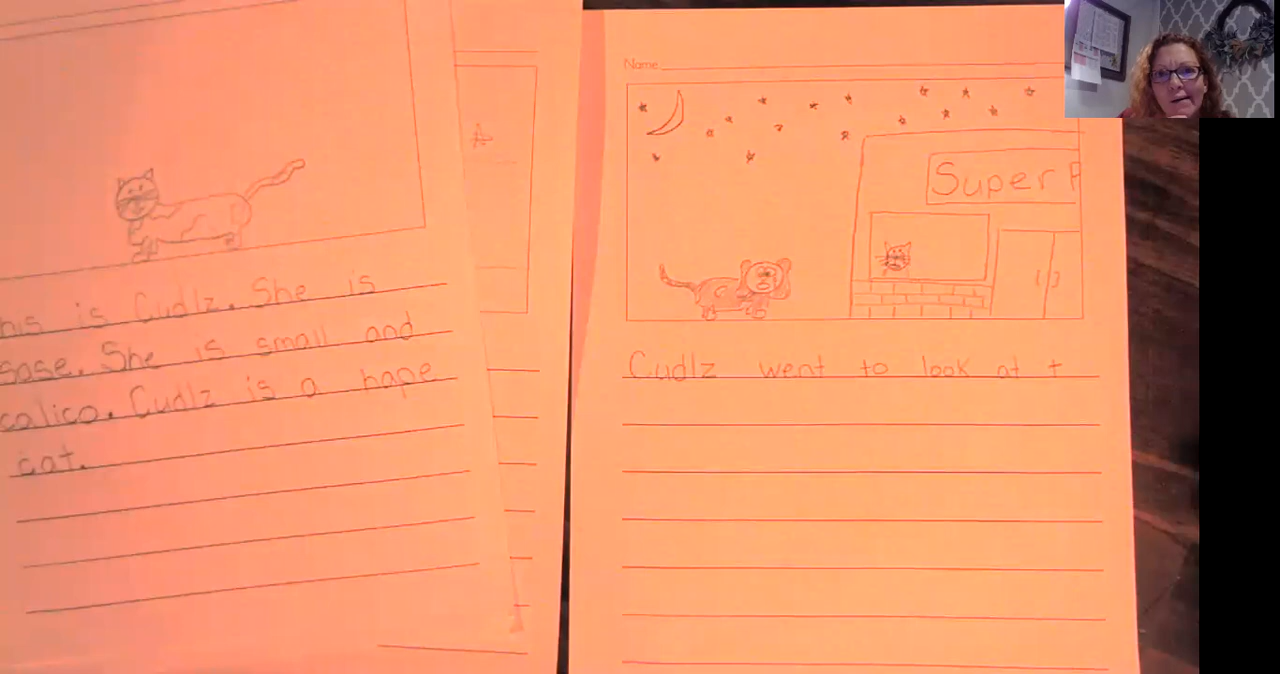 his is Cudlz. She is
sase. She is small and
calico. Cudlz is a hape
cat.
Name
Super P
Cudlz went to look at t